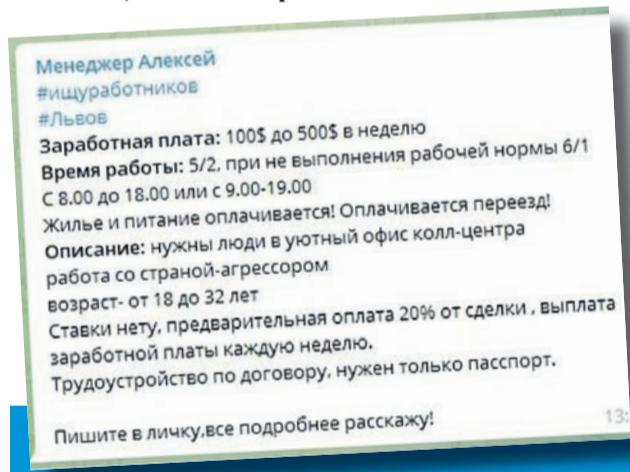 Менеджер Алексей
#ищуработников
#Львов
Заработная плата: 100$ до 500$ в неделю
Время работы: 5/2, при не выполнения рабочей нормы 6/1
С 8.00 до 18.00 или с 9.00-19.00
Жилье и питание оплачивается! Оплачивается переезд!
Описание: нужны люди в уютный офис колл-центра
работа со страной-агрессором
возраст- от 18 до 32 лет
Ставки нету, предварительная оплата 20% от сделки , выплата
заработной платы каждую неделю.
Трудоустройство по договору, нужен только пасспорт.
Пишите в личку,все подробнее расскажу!
13: